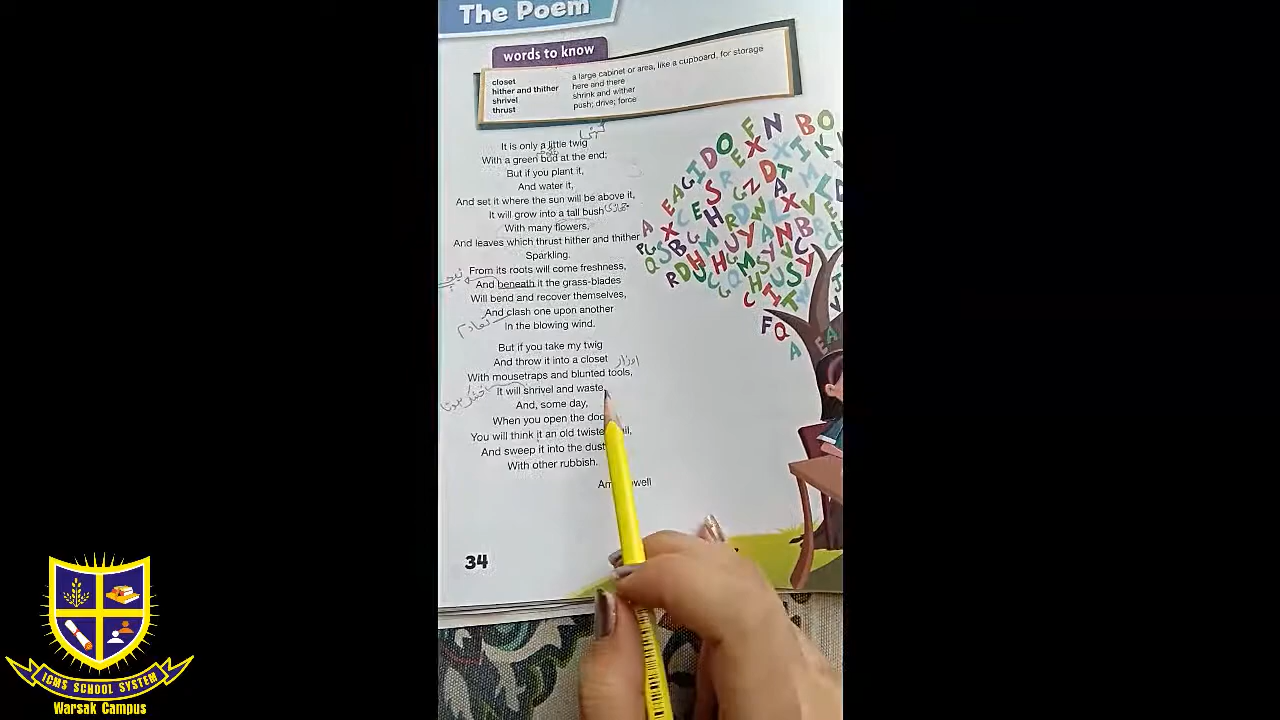 The Poem
words to know
closet a large cabinet or area, like a cupboard, for storage
hither and thither here and there
shrivel shrink and wither
thrust push; drive; force
ٹہنی
It is only a little twig
With a green bud at the end;
But if you plant it,
And water it,
And set it where the sun will be above it,
It will grow into a tall bush جھاڑی
With many flowers,
And leaves which thrust hither and thither
Sparkling.
From its roots will come freshness,
نیچے And beneath it the grass-blades
Will bend and recover themselves,
And clash one upon another
تصادم In the blowing wind.
But if you take my twig
And throw it into a closet اوزار
With mousetraps and blunted tools,
It will shrivel and waste.
And, some day,
When you open the
You will think it an old
And sweep it into the
With other rubbish.
34
ICMS SCHOOL SYSTEM
Warsak Campus